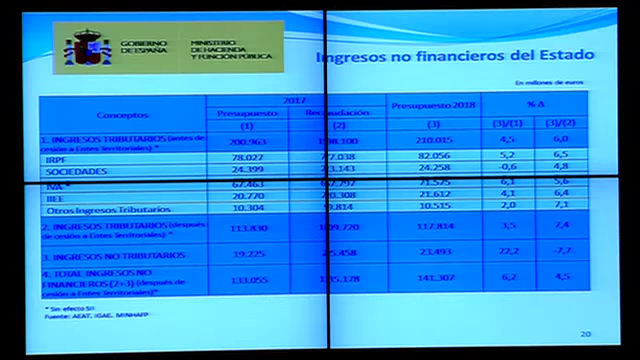 GOBIERNO
DE ESPAÑA
MINISTERIO
DE HACIENDA
Y FUNCIÓN PÚBLICA
Ingresos no financieros del Estado
En millones de euros
Conceptos 2017 Presupuesto 2018 % Δ
Presupuesto Recaudación
(1) (2) (3) (3)/(1) (3)/(2)
1. INGRESOS TRIBUTARIOS (antes de
cesión a Entes Territoriales) * 200.963 198.100 210.015 4,5 6,0
IRPF 78.027 77.038 82.056 5,2 6,5
SOCIEDADES 24.399 23.143 24.258 -0,6 4,8
IVA * 67.463 67.797 71.575 6,1 5,6
IIEE 20.770 20.308 21.612 4,1 6,4
Otros Ingresos Tributarios 10.304 9.814 10.515 2,0 7,1
2. INGRESOS TRIBUTARIOS (después
de cesión a Entes Territoriales) * 113.830 109.720 117.814 3,5 7,4
3. INGRESOS NO TRIBUTARIOS 19.225 25.458 23.493 22,2 -7,7
4. TOTAL INGRESOS NO
FINANCIEROS (2+3) (después de
cesión a Entes Territoriales)* 133.055 135.178 141.307 6,2 4,5
* Sin efecto SII
Fuente: AEAT, IGAE, MINHAFP
20